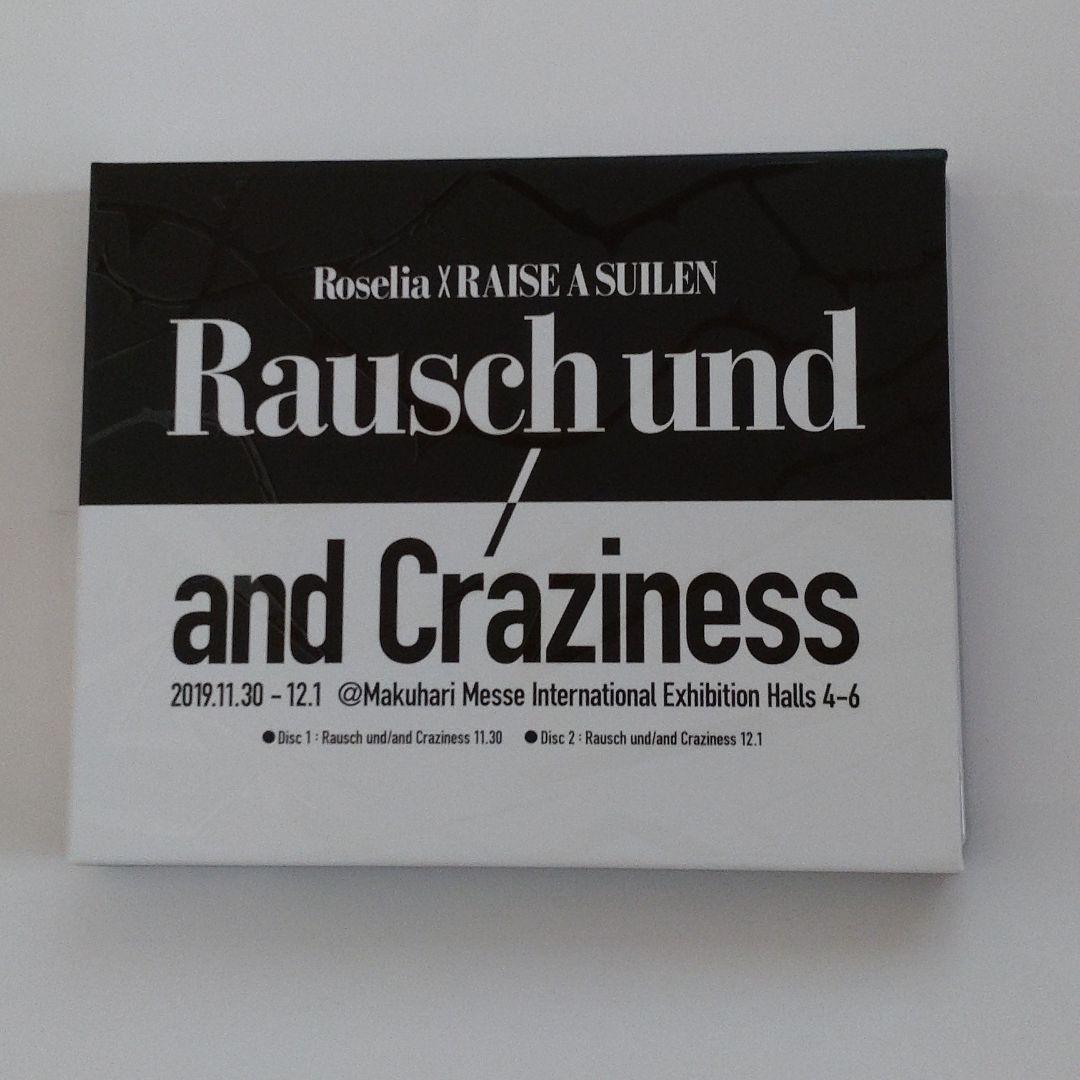 Roselia X RAISE A SUILEN
Rausch und
/
and Craziness
2019.11.30 – 12.1 @Makuhari Messe International Exhibition Halls 4–6
●Disc 1 : Rausch und/and Craziness 11.30 ●Disc 2 : Rausch und/and Craziness 12.1